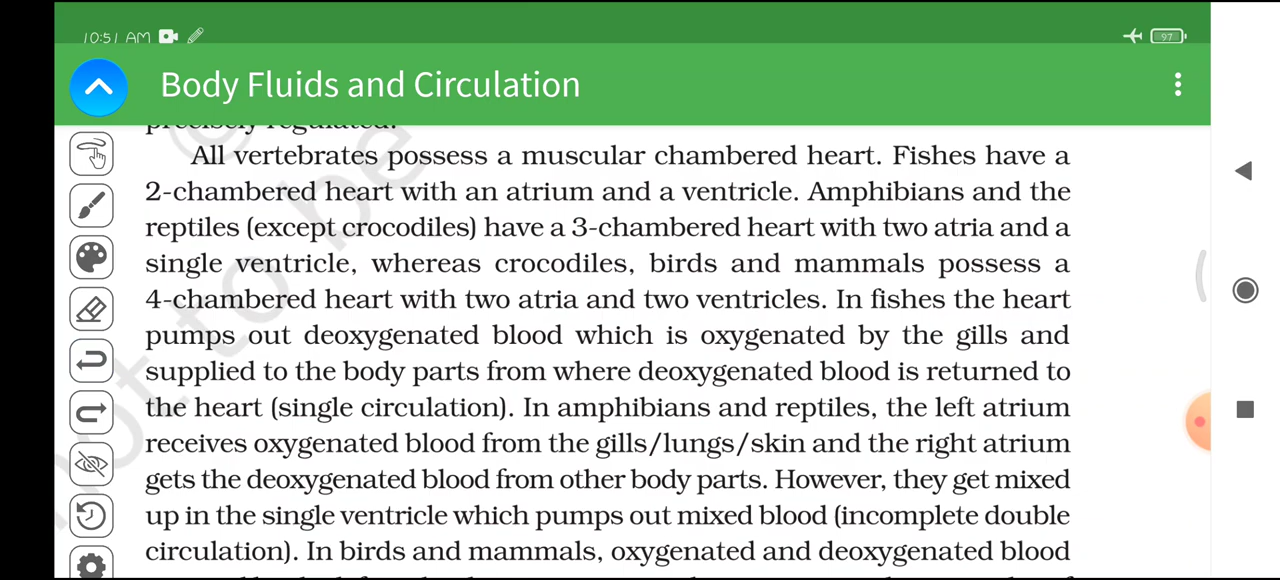 10:51 AM
97
Body Fluids and Circulation
precisely regulated.
All vertebrates possess a muscular chambered heart. Fishes have a
2-chambered heart with an atrium and a ventricle. Amphibians and the
reptiles (except crocodiles) have a 3-chambered heart with two atria and a
single ventricle, whereas crocodiles, birds and mammals possess a
4-chambered heart with two atria and two ventricles. In fishes the heart
pumps out deoxygenated blood which is oxygenated by the gills and
supplied to the body parts from where deoxygenated blood is returned to
the heart (single circulation). In amphibians and reptiles, the left atrium
receives oxygenated blood from the gills/lungs/skin and the right atrium
gets the deoxygenated blood from other body parts. However, they get mixed
up in the single ventricle which pumps out mixed blood (incomplete double
circulation). In birds and mammals, oxygenated and deoxygenated blood
not to be